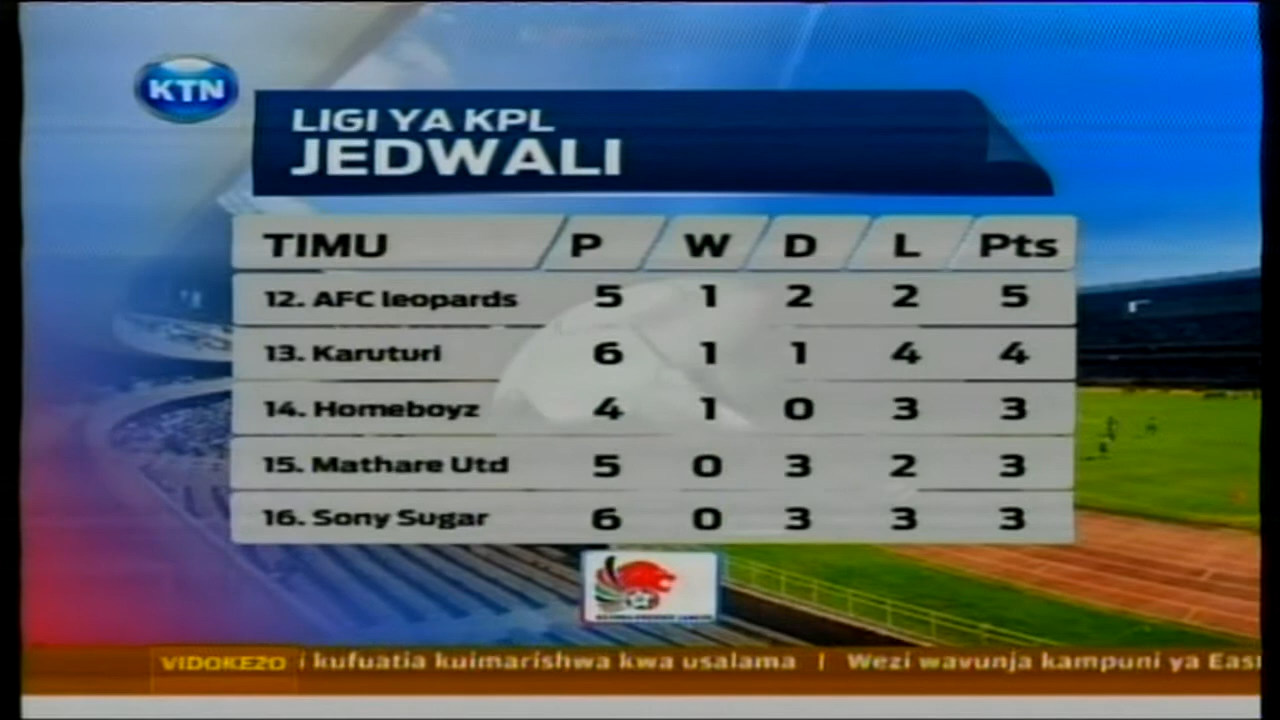 KTN
LIGI YA KPL
JEDWALI
TIMU P W D L Pts
12. AFC leopards 5 1 2 2 5
13. Karuturi 6 1 1 4 4
14. Homeboyz 4 1 0 3 3
15. Mathare Utd 5 0 3 2 3
16. Sony Sugar 6 0 3 3 3
VIDOKEZO i kufuatia kuimarishwa kwa usalama | Wezi wavunja kampuni ya Eas